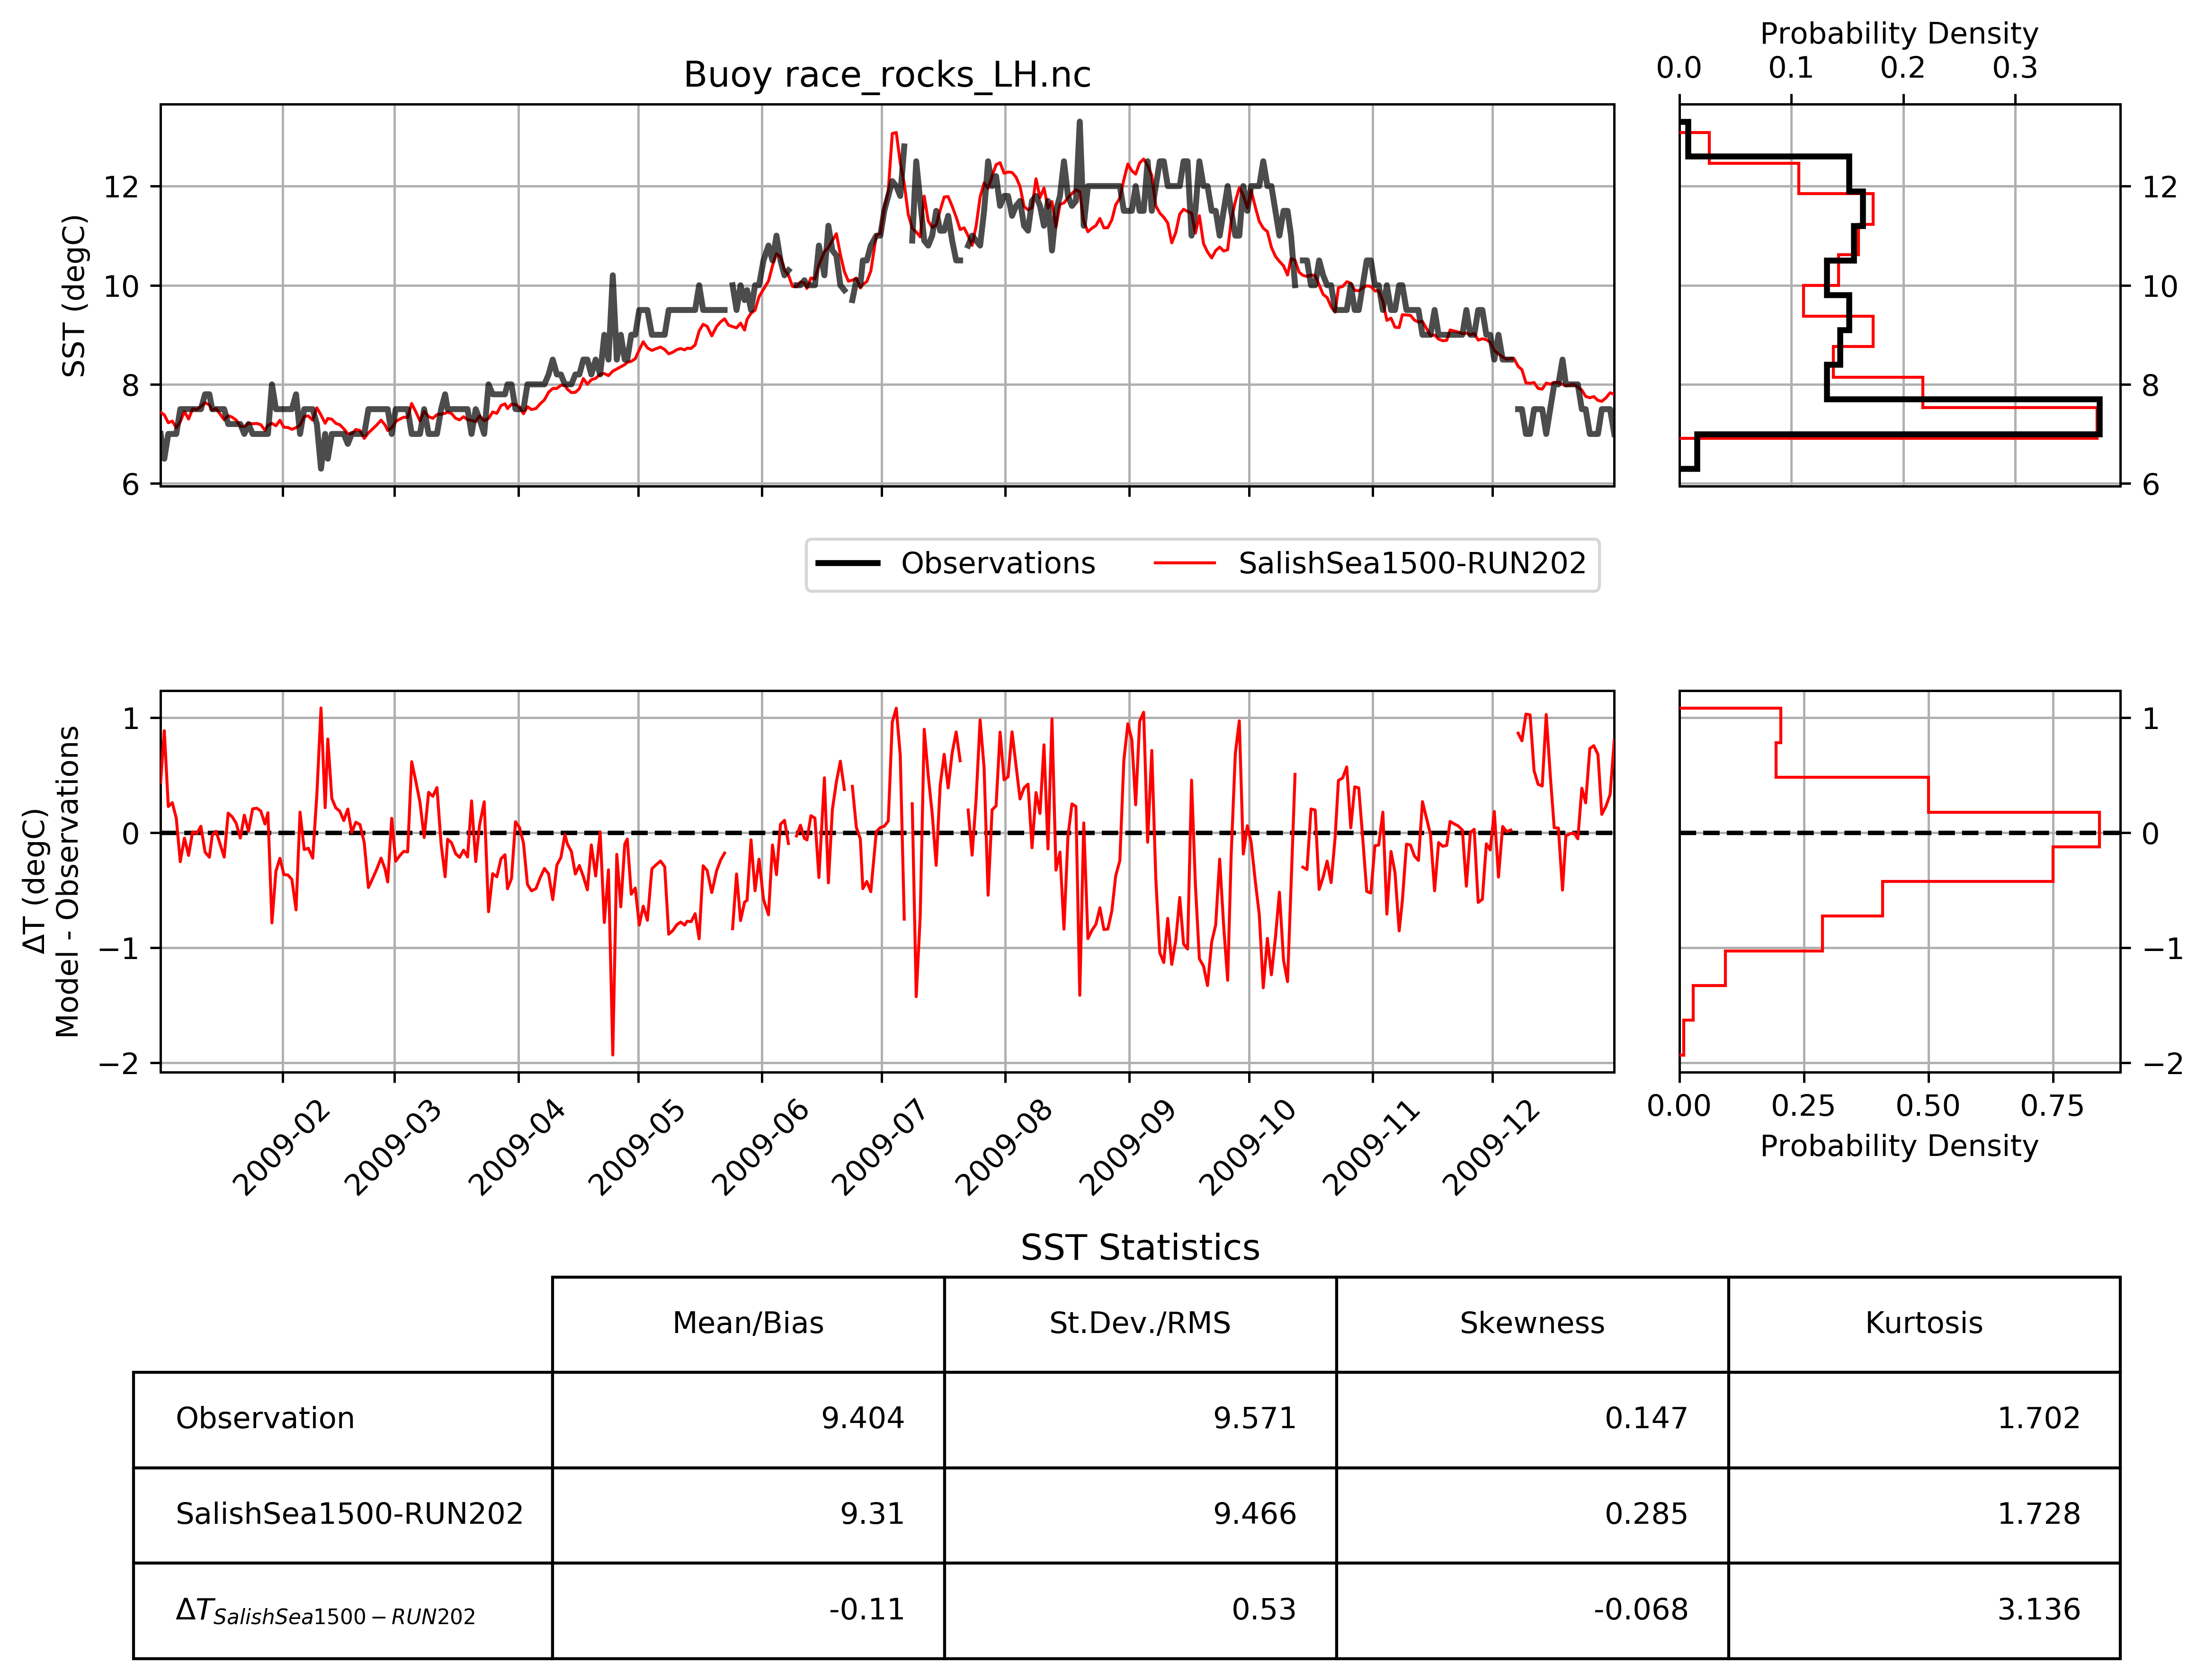 Probability Density
0.0 0.1 0.2 0.3
Buoy race_rocks_LH.nc
SST (degC)
12
10
8
6
12
10
8
6
Observations SalishSea1500-RUN202
ΔT (degC)
Model - Observations
1
0
−1
−2
1
0
−1
−2
2009-02 2009-03 2009-04 2009-05 2009-06 2009-07 2009-08 2009-09 2009-10 2009-11 2009-12
0.00 0.25 0.50 0.75
Probability Density
SST Statistics
Mean/Bias St.Dev./RMS Skewness Kurtosis
Observation 9.404 9.571 0.147 1.702
SalishSea1500-RUN202 9.31 9.466 0.285 1.728
ΔT SalishSea1500−RUN202 -0.11 0.53 -0.068 3.136